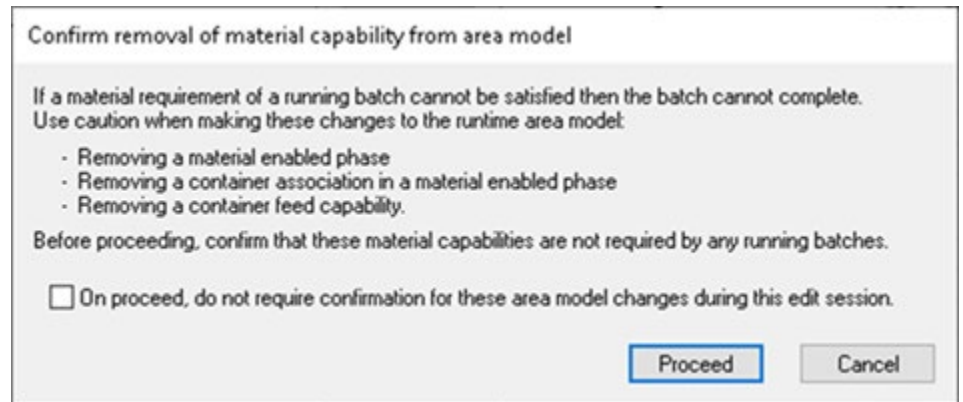 Confirm removal of material capability from area model
If a material requirement of a running batch cannot be satisfied then the batch cannot complete.
Use caution when making these changes to the runtime area model:
- Removing a material enabled phase
- Removing a container association in a material enabled phase
- Removing a container feed capability.
Before proceeding, confirm that these material capabilities are not required by any running batches.
On proceed, do not require confirmation for these area model changes during this edit session.
Proceed Cancel